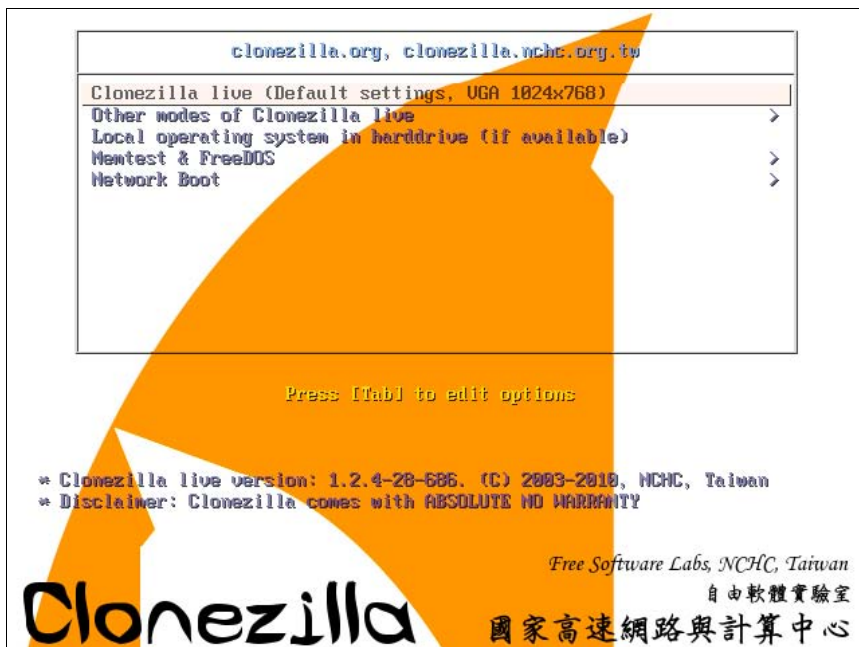 clonezilla.org, clonezilla.nchc.org.tw
Clonezilla live (Default settings, VGA 1024x768)
Other modes of Clonezilla live >
Local operating system in harddrive (if available)
Memtest & FreeDOS >
Network Boot >
Press [Tab] to edit options
* Clonezilla live version: 1.2.4-28-686. (C) 2003-2010, NCHC, Taiwan
* Disclaimer: Clonezilla comes with ABSOLUTE NO WARRANTY
Free Software Labs, NCHC, Taiwan
自由軟體實驗室
Clonezilla 國家高速網路與計算中心